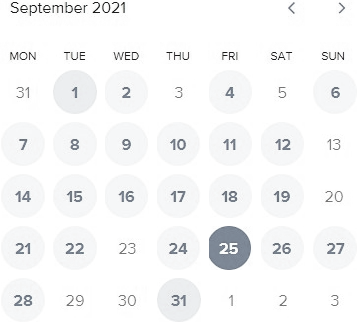 September 2021
MON TUE WED THU FRI SAT SUN
31 1 2 3 4 5 6
7 8 9 10 11 12 13
14 15 16 17 18 19 20
21 22 23 24 25 26 27
28 29 30 31 1 2 3